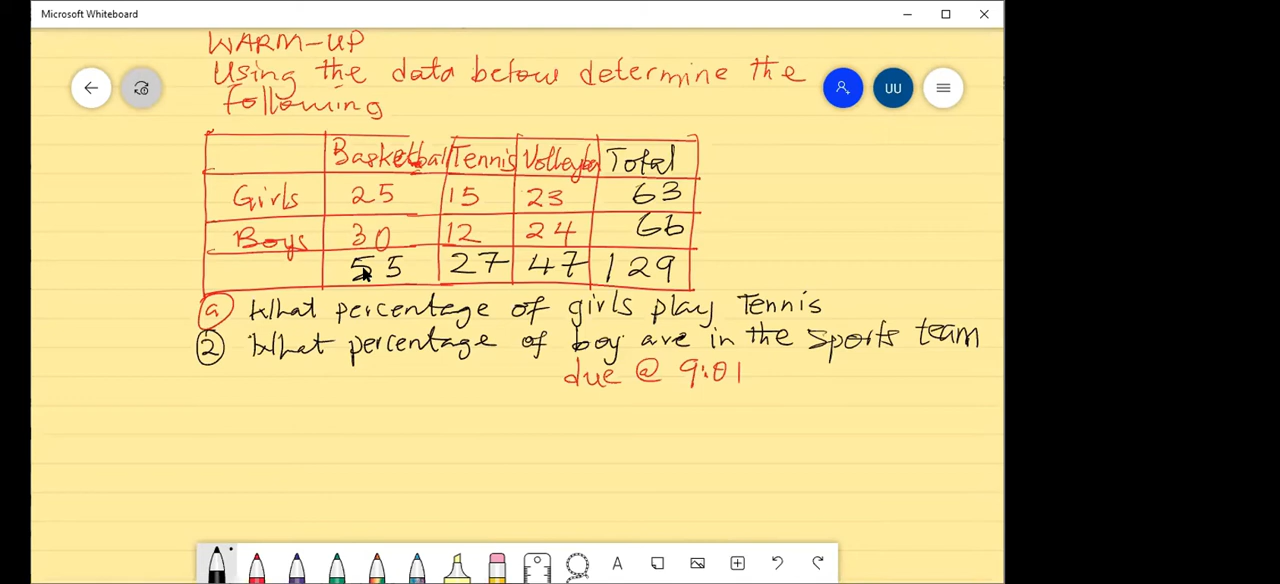 Microsoft Whiteboard
WARM-UP
Using the data below determine the
following
Basketball Tennis Volleyball Total
Girls 25 15 23 63
Boys 30 12 24 66
55 27 47 129
a What percentage of girls play Tennis
2 What percentage of boy are in the sports team
due @ 9:01
UU
A